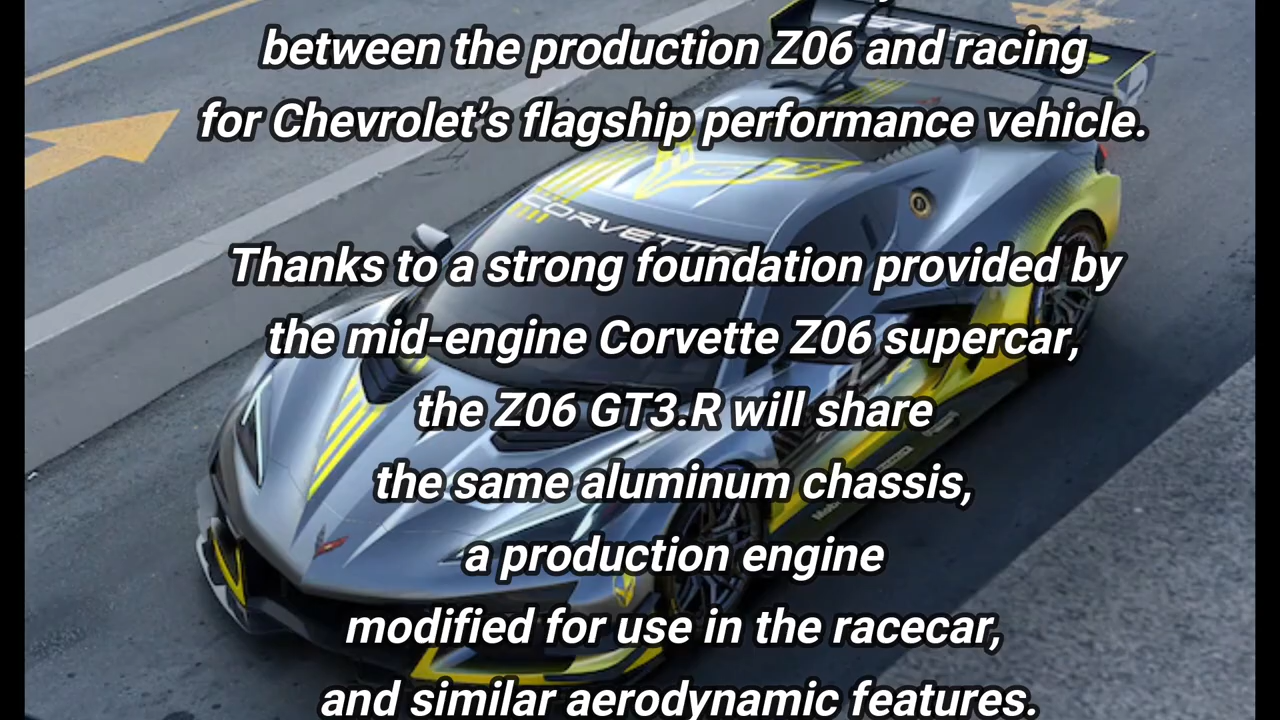 between the production Z06 and racing
for Chevrolet’s flagship performance vehicle.
CORVETTE
Thanks to a strong foundation provided by
the mid-engine Corvette Z06 supercar,
the Z06 GT3.R will share
the same aluminum chassis,
a production engine
modified for use in the racecar,
and similar aerodynamic features.